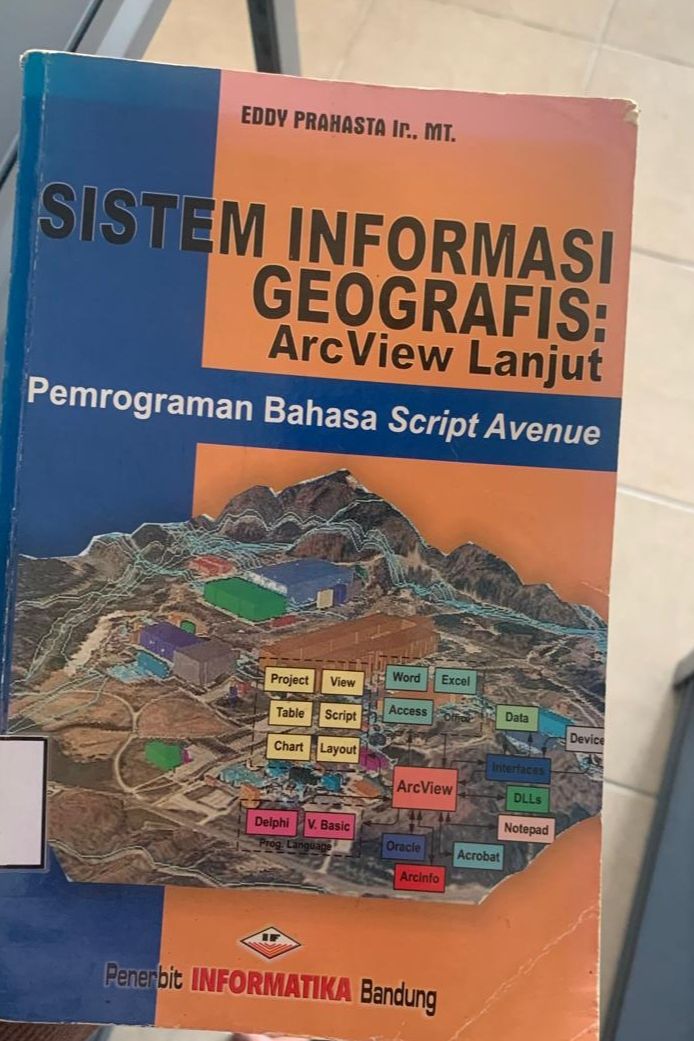 EDDY PRAHASTA Ir., MT.
SISTEM INFORMASI
GEOGRAFIS:
ArcView Lanjut
Pemrograman Bahasa Script Avenue
Project View
Table Script
Chart Layout
Word Excel
Access Office
Data
Device
Interfaces
ArcView
DLLs
Delphi V. Basic
Prog. Language
Notepad
Oracle
Acrobat
ArcInfo
IF
Penerbit INFORMATIKA Bandung